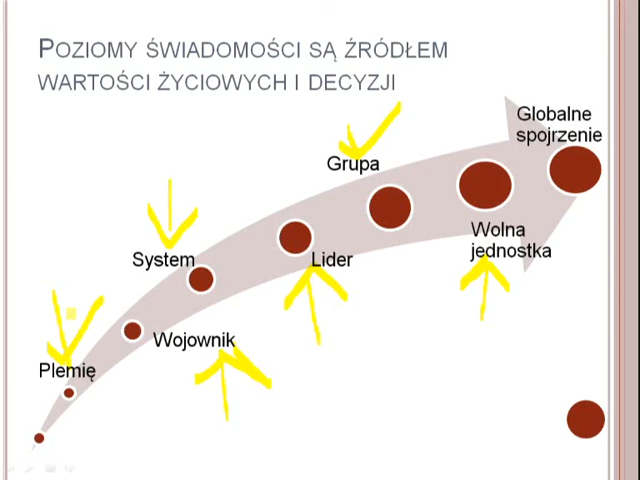 POZIOMY ŚWIADOMOŚCI SĄ ŹRÓDŁEM
WARTOŚCI ŻYCIOWYCH I DECYZJI
Globalne
spojrzenie
Grupa
Wolna
jednostka
System
Lider
Wojownik
Plemię